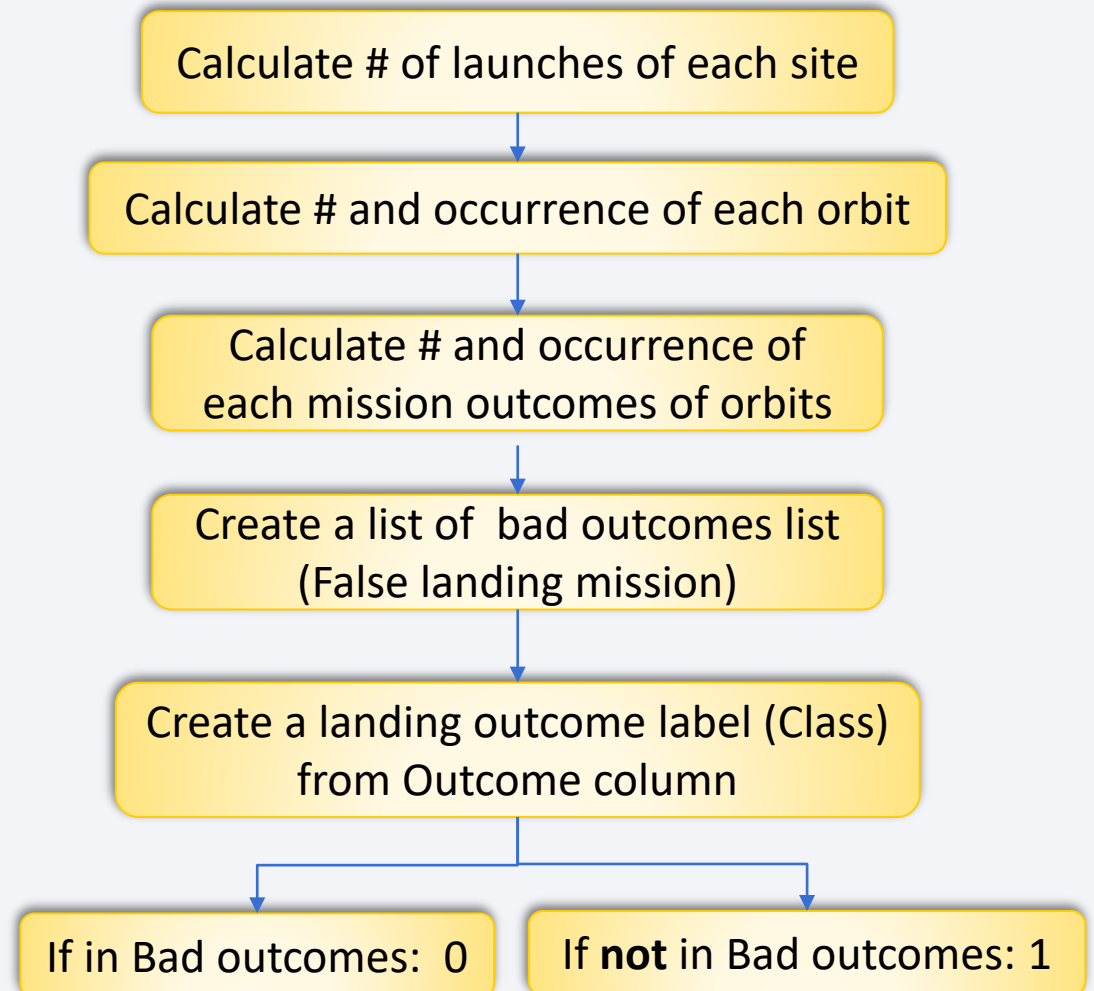 Calculate # of launches of each site
Calculate # and occurrence of each orbit
Calculate # and occurrence of
each mission outcomes of orbits
Create a list of  bad outcomes list
(False landing mission)
Create a landing outcome label (Class)
from Outcome column
If in Bad outcomes:  0
If not in Bad outcomes: 1